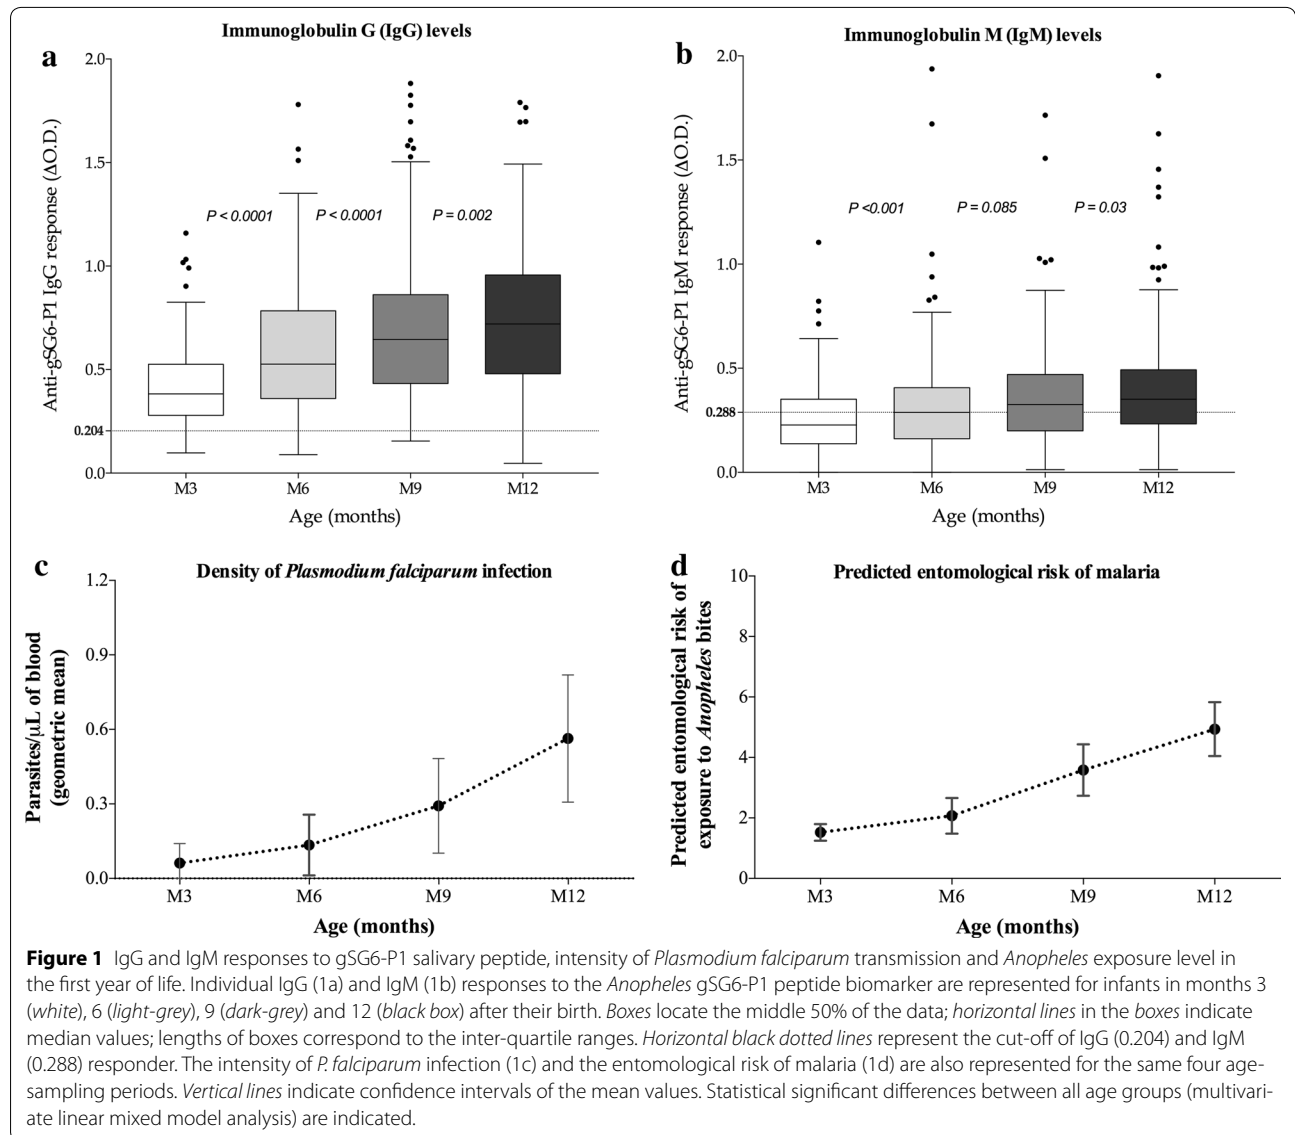 a
Immunoglobulin G (IgG) levels
Anti-gSG6-P1 IgG response (ΔO.D.)
2.0
1.5
1.0
0.5
0.204
0.0
P < 0.0001
P < 0.0001
P = 0.002
M3
M6
M9
M12
Age (months)
b
Immunoglobulin M (IgM) levels
Anti-gSG6-P1 IgM response (ΔO.D.)
2.0
1.5
1.0
0.5
0.288
0.0
P <0.001
P = 0.085
P = 0.03
M3
M6
M9
M12
Age (months)
c
Density of Plasmodium falciparum infection
Parasites/µL of blood
(geometric mean)
1.2
0.9
0.6
0.3
0.0
M3
M6
M9
M12
Age (months)
d
Predicted entomological risk of malaria
Predicted entomological risk of
exposure to Anopheles bites
10
8
6
4
2
0
M3
M6
M9
M12
Age (months)
Figure 1 IgG and IgM responses to gSG6-P1 salivary peptide, intensity of Plasmodium falciparum transmission and Anopheles exposure level in
the first year of life. Individual IgG (1a) and IgM (1b) responses to the Anopheles gSG6-P1 peptide biomarker are represented for infants in months 3
(white), 6 (light-grey), 9 (dark-grey) and 12 (black box) after their birth. Boxes locate the middle 50% of the data; horizontal lines in the boxes indicate
median values; lengths of boxes correspond to the inter-quartile ranges. Horizontal black dotted lines represent the cut-off of IgG (0.204) and IgM
(0.288) responder. The intensity of P. falciparum infection (1c) and the entomological risk of malaria (1d) are also represented for the same four age-
sampling periods. Vertical lines indicate confidence intervals of the mean values. Statistical significant differences between all age groups (multivari-
ate linear mixed model analysis) are indicated.